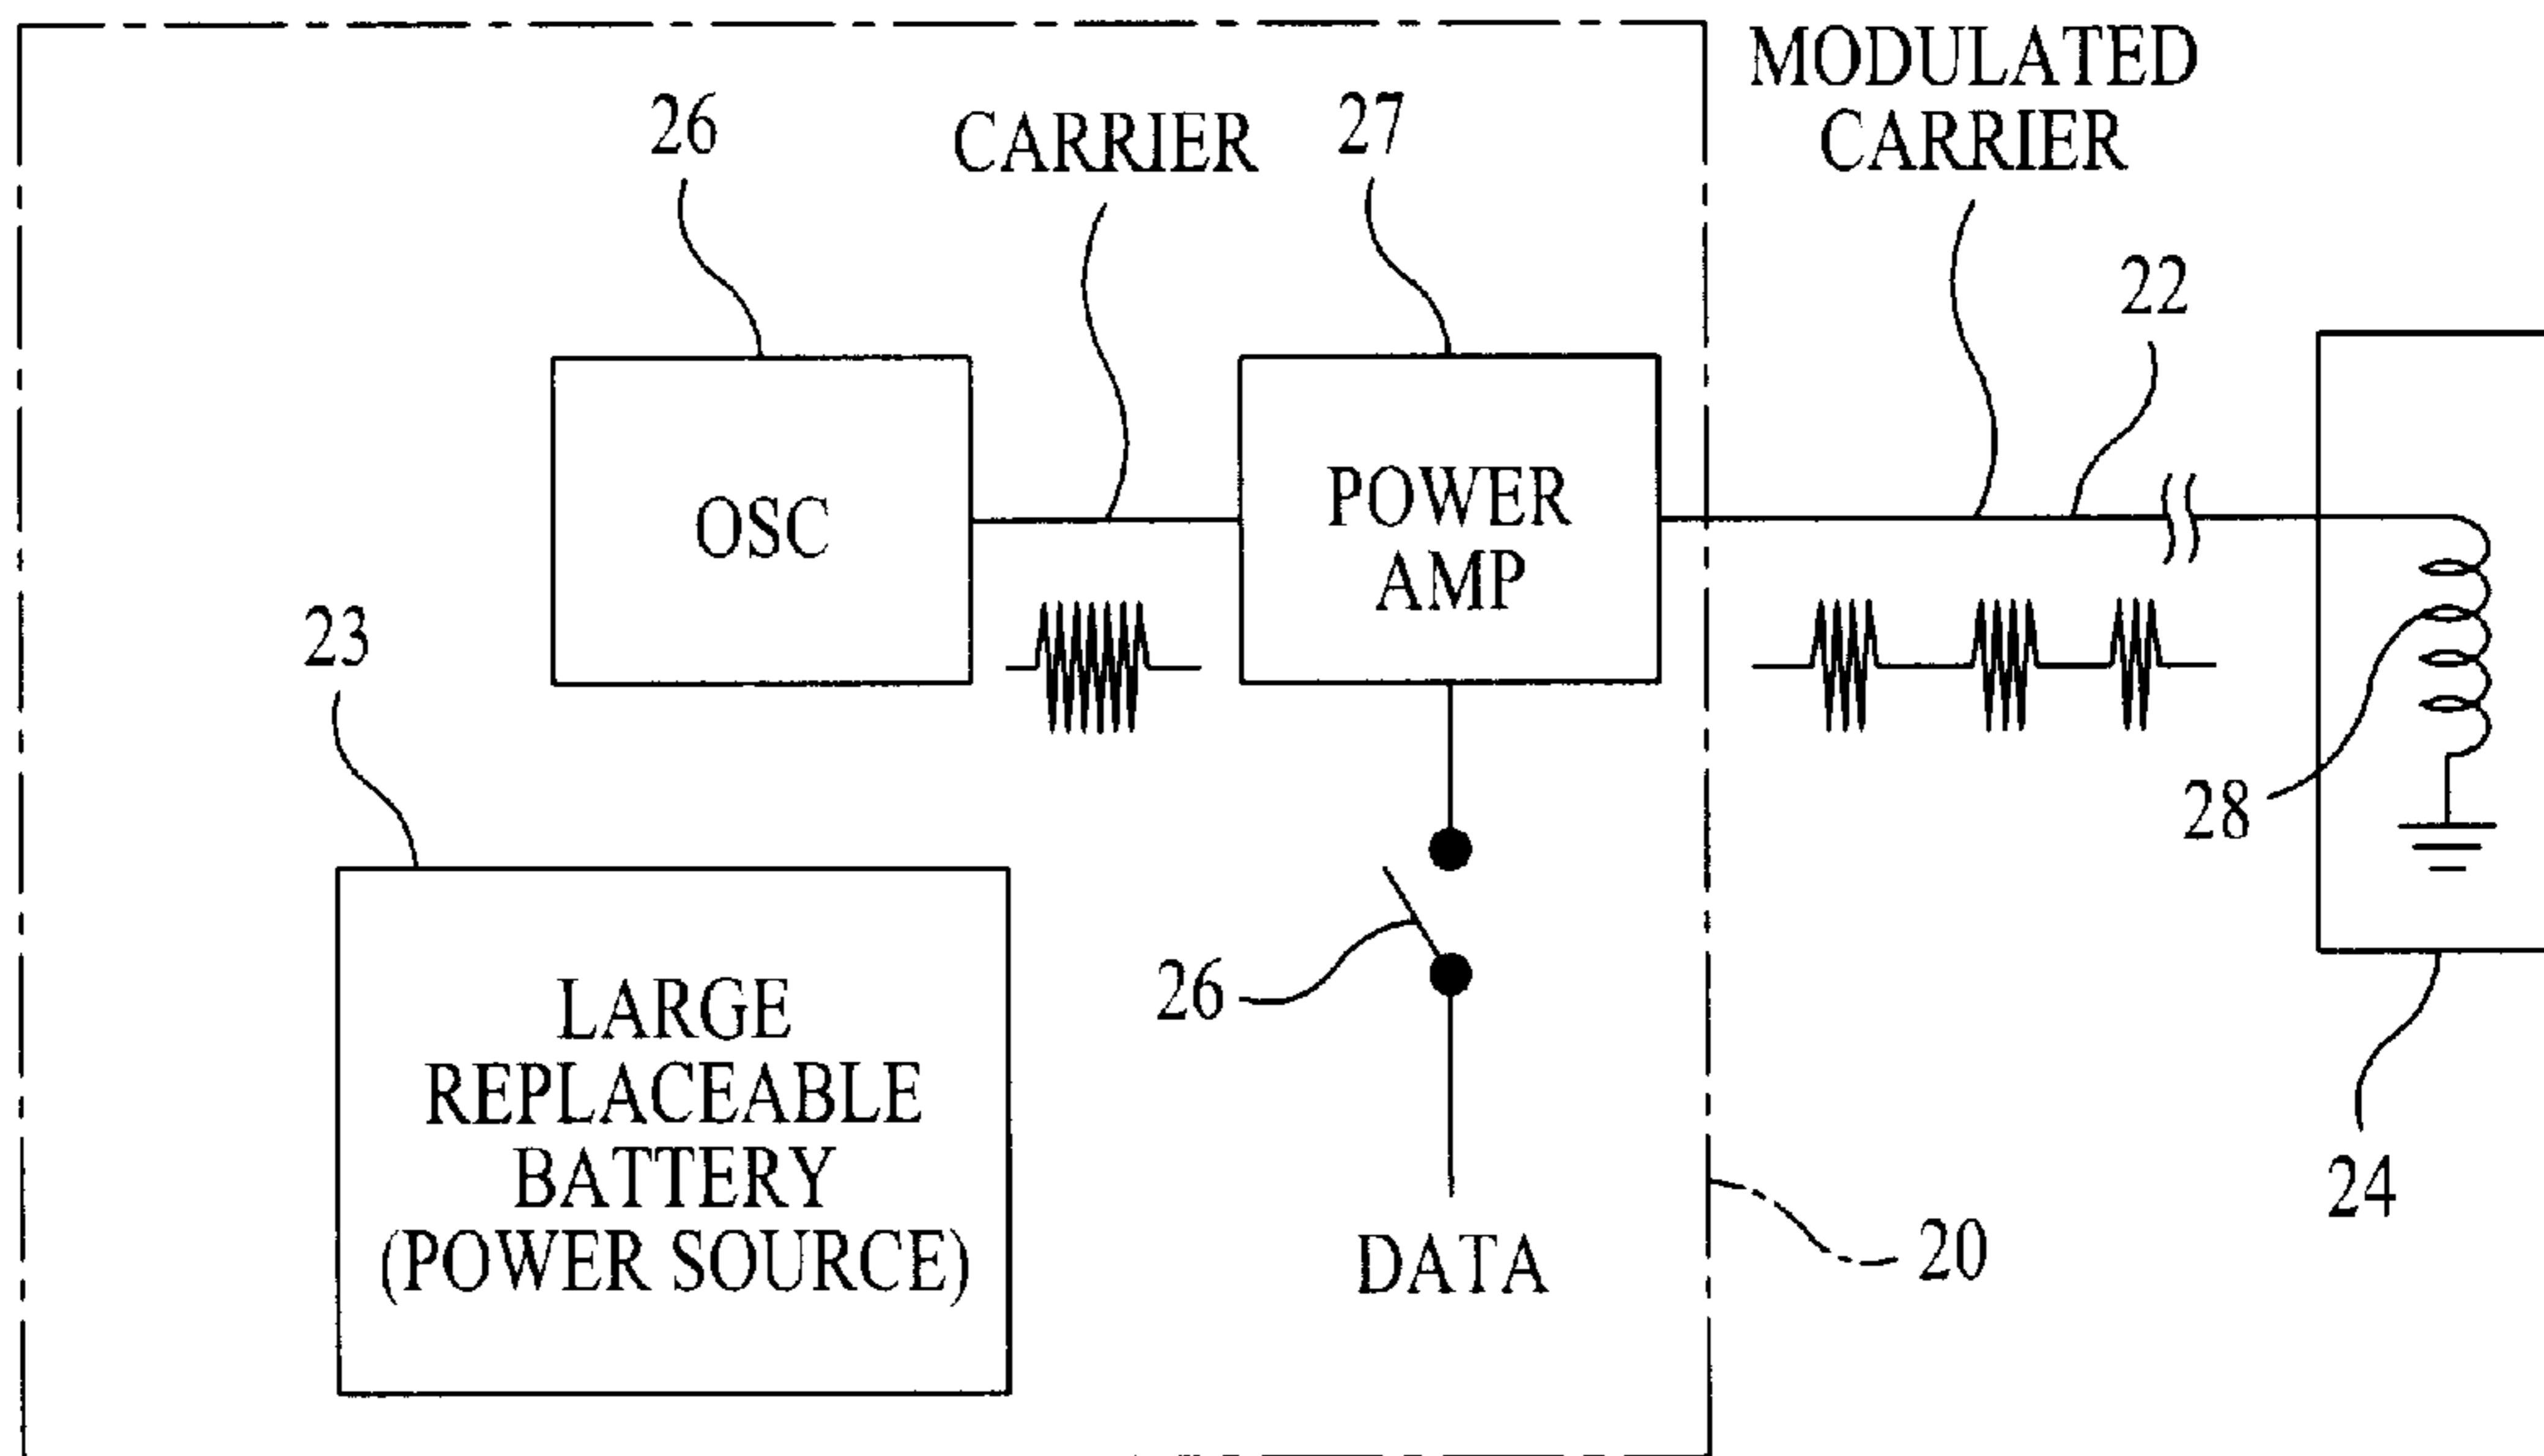 MODULATED
CARRIER
26
CARRIER
27
22
OSC
POWER
AMP
23
28
LARGE
REPLACEABLE
BATTERY
(POWER SOURCE)
26
DATA
20
24